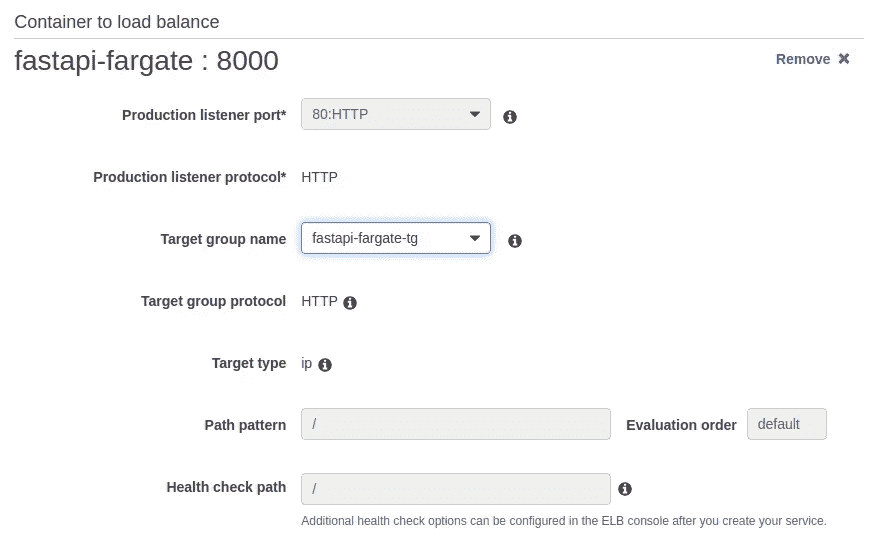 Container to load balance
fastapi-fargate : 8000
Remove ✖
Production listener port* 80:HTTP
Production listener protocol* HTTP
Target group name fastapi-fargate-tg
Target group protocol HTTP
Target type ip
Path pattern / Evaluation order default
Health check path /
Additional health check options can be configured in the ELB console after you create your service.